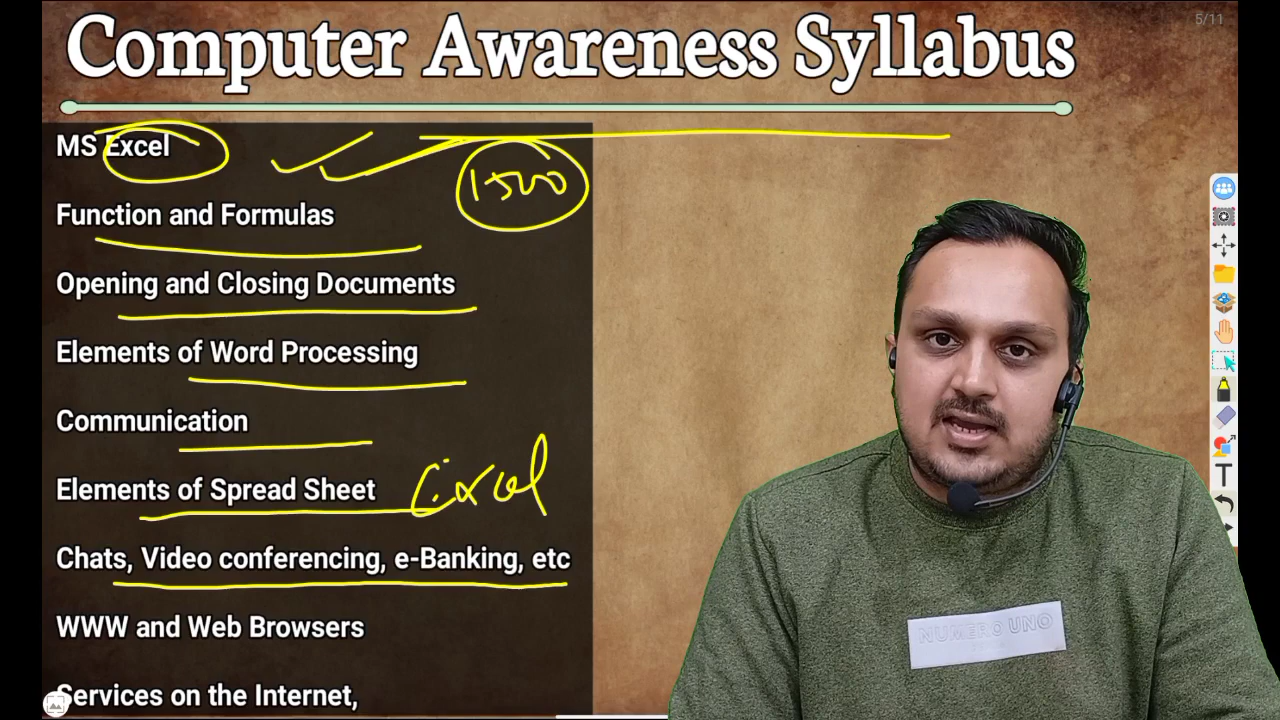 5/11
Computer Awareness Syllabus
MS Excel
1500
Function and Formulas
Opening and Closing Documents
Elements of Word Processing
Communication
Elements of Spread Sheet Excel
Chats, Video conferencing, e-Banking, etc
WWW and Web Browsers
NUMERO UNO
Services on the Internet,
T